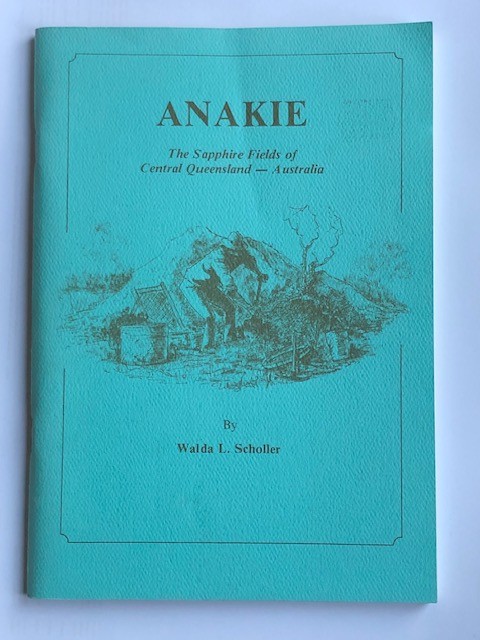 ANAKIE
The Sapphire Fields of
Central Queensland — Australia
By
Walda L. Scholler